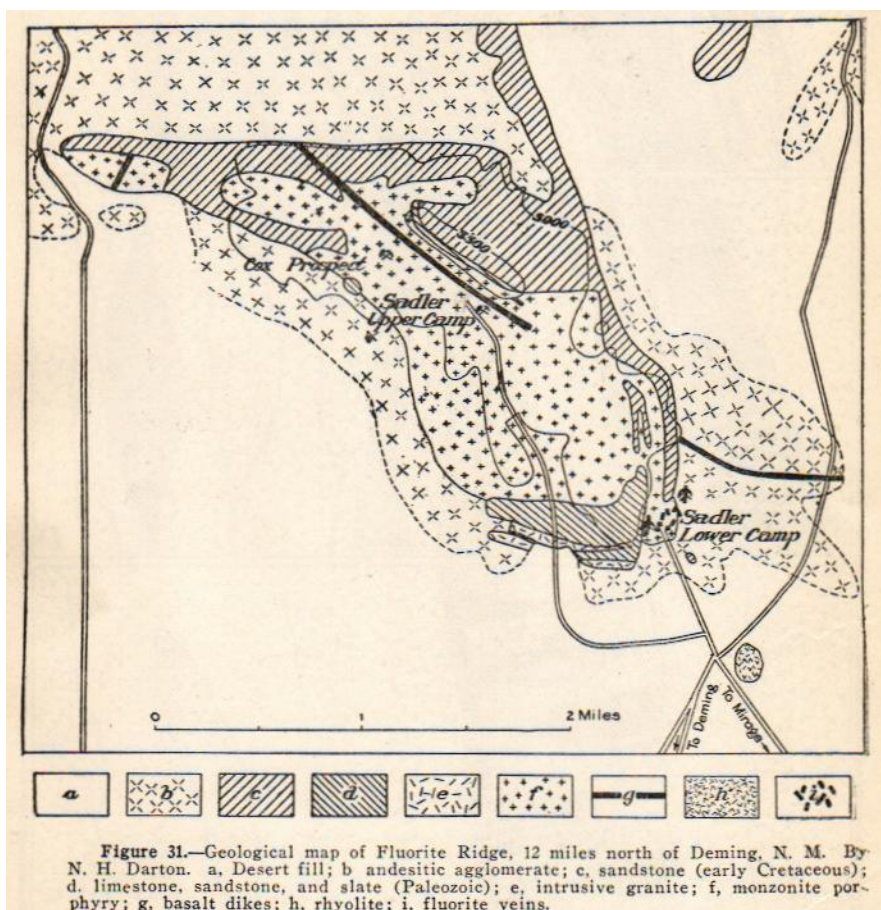 5000
5500
Cox Prospect
Sadler
Upper Camp
Sadler
Lower Camp
0 1 2 Miles
To Deming
To Mirage
a b c d e f g h i
Figure 31.—Geological map of Fluorite Ridge, 12 miles north of Deming, N. M. By
N. H. Darton. a, Desert fill; b andesitic agglomerate; c, sandstone (early Cretaceous);
d. limestone, sandstone, and slate (Paleozoic); e, intrusive granite; f, monzonite por-
phyry; g, basalt dikes; h, rhyolite; i, fluorite veins.